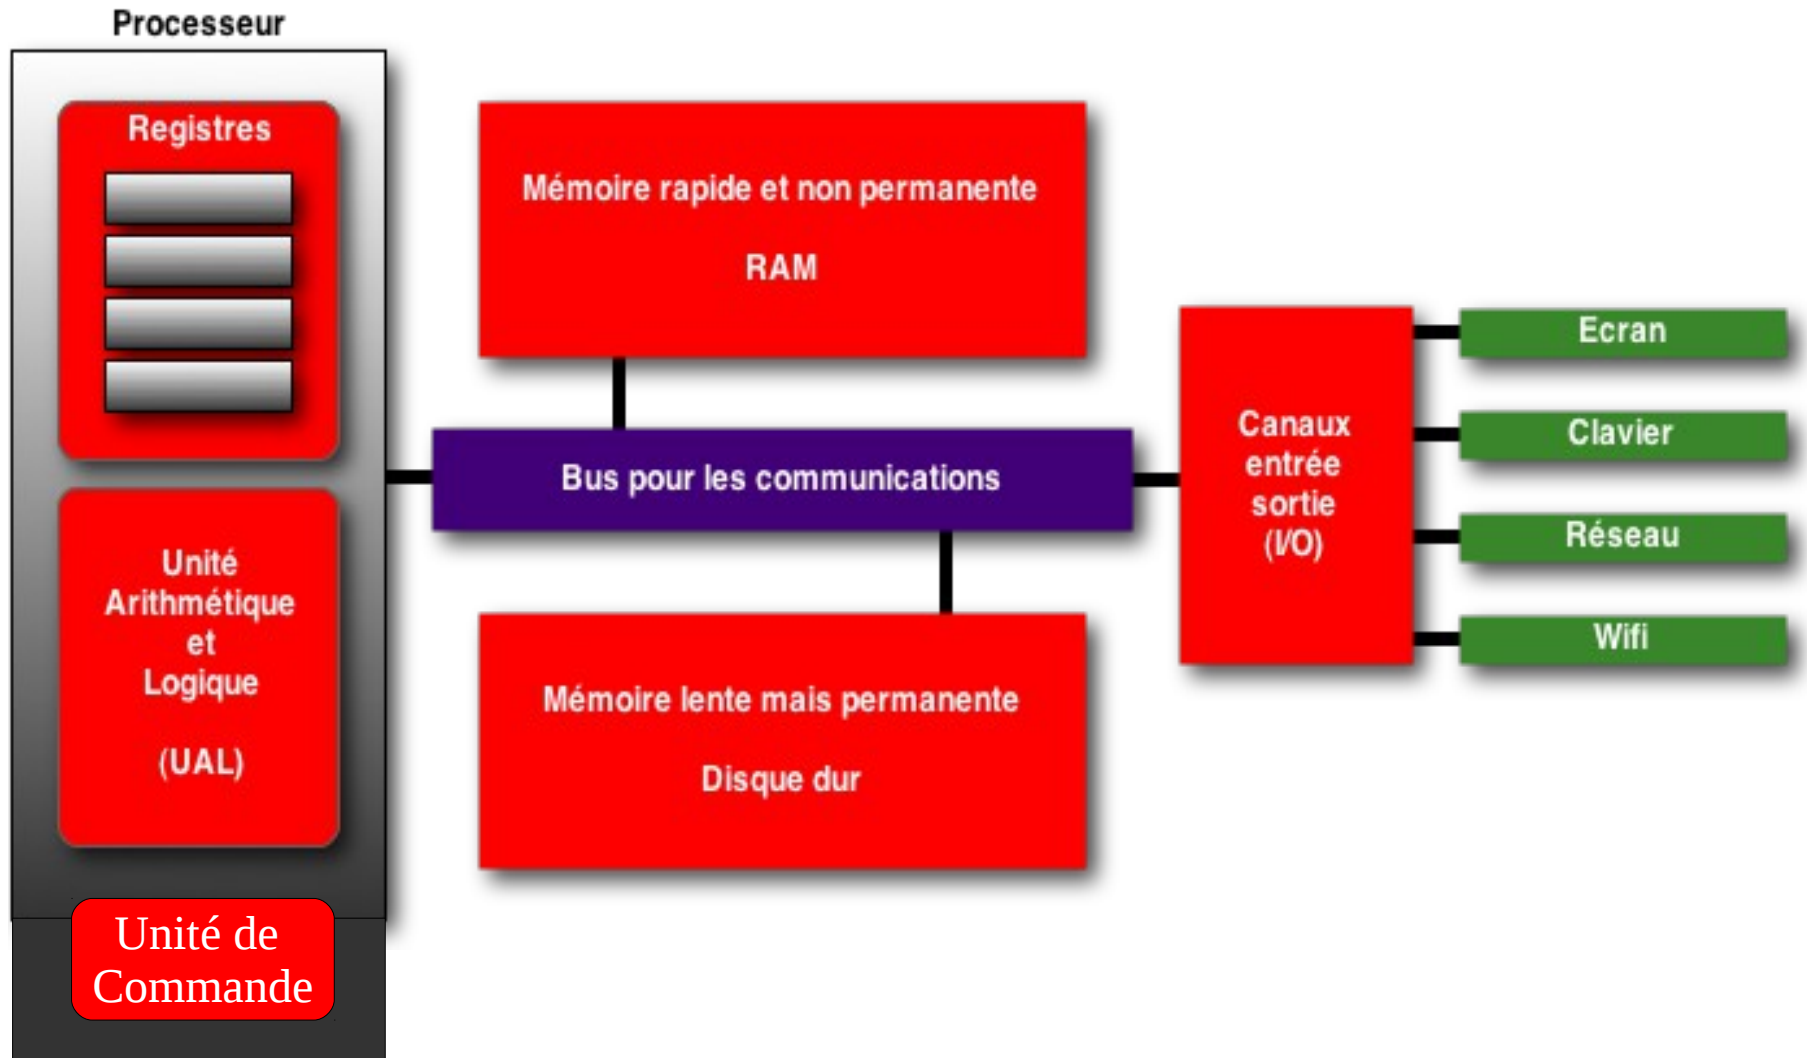 Processeur
Registres
Unité
Arithmétique
et
Logique
(UAL)
Unité de
Commande
Mémoire rapide et non permanente
RAM
Bus pour les communications
Mémoire lente mais permanente
Disque dur
Canaux
entrée
sortie
(I/O)
Ecran
Clavier
Réseau
Wifi